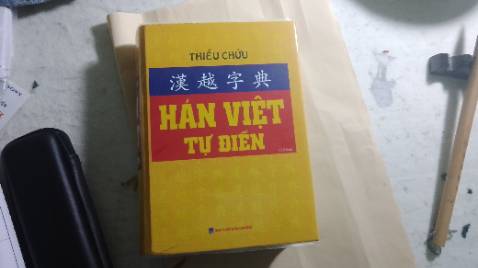 THIỀU CHỬU
漢越字典
HÁN VIỆT
TỰ ĐIỂN